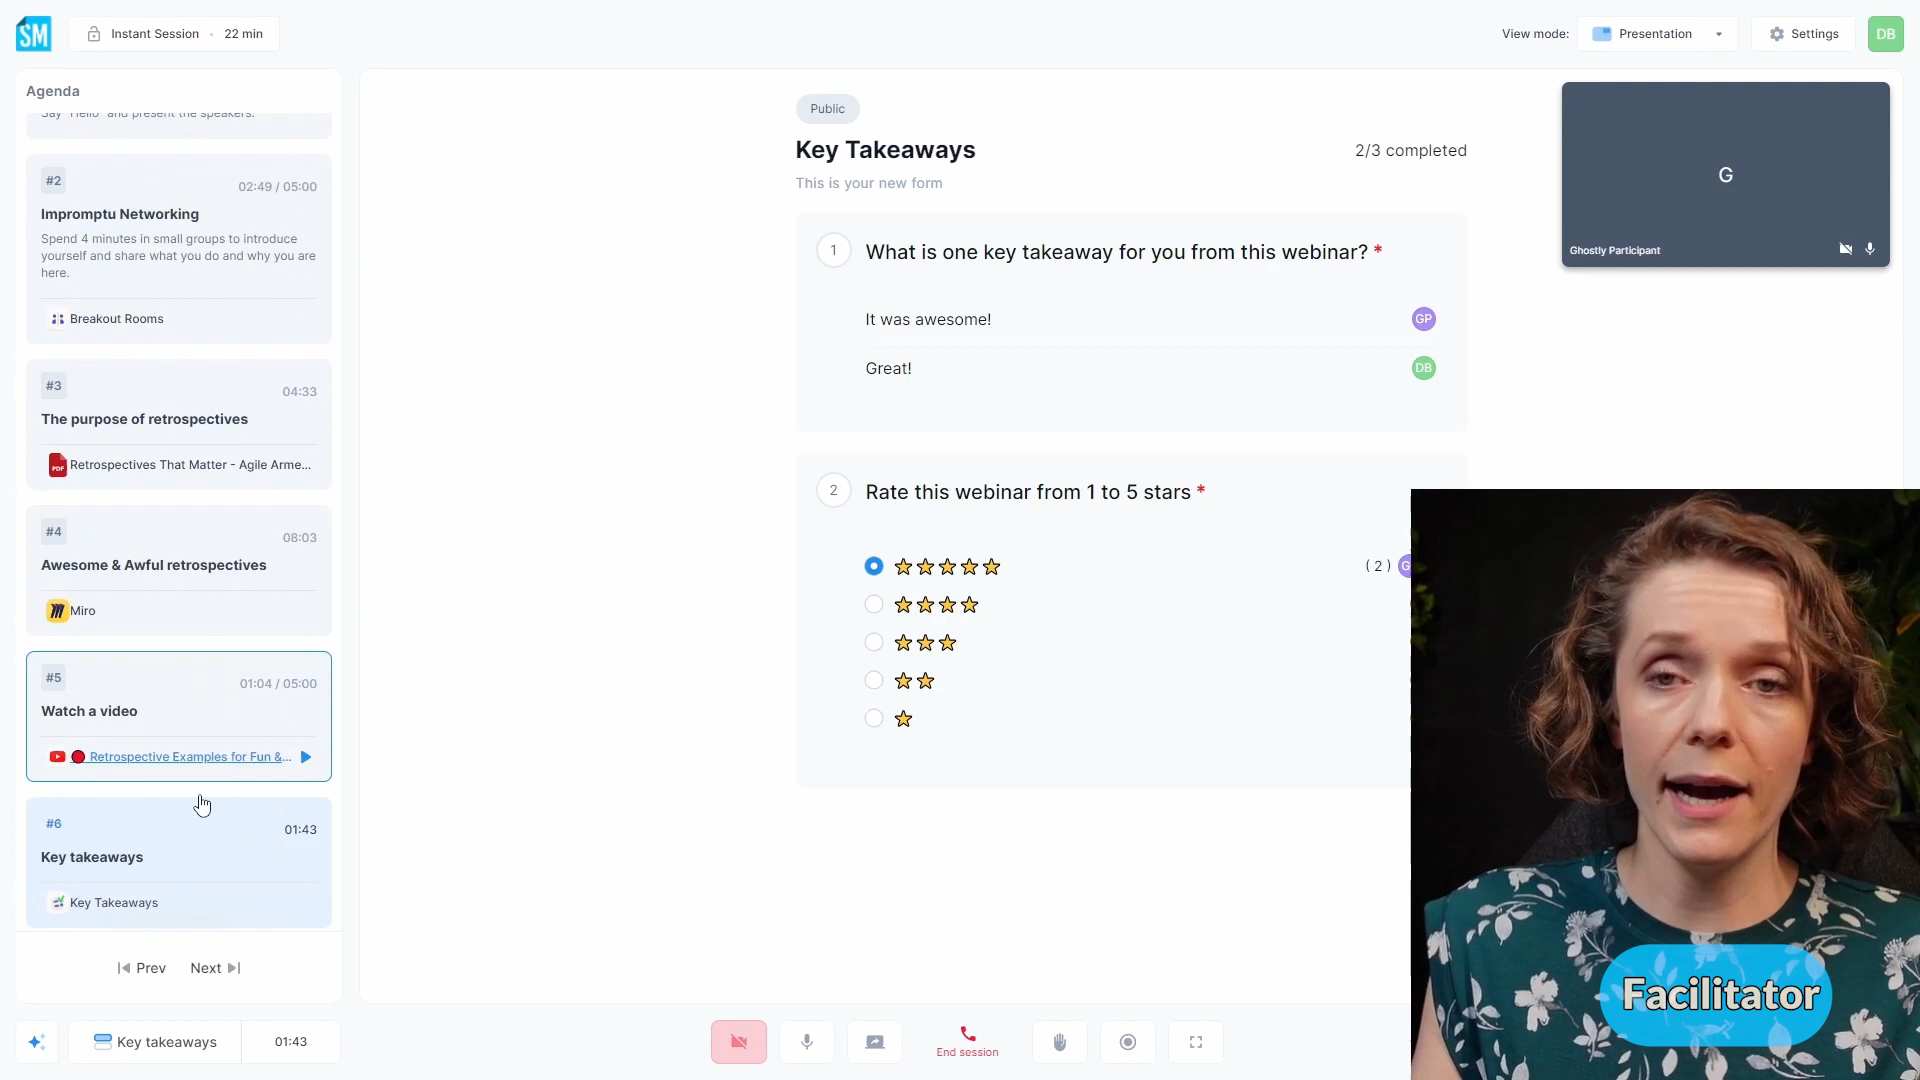 SM
Instant Session • 22 min
View mode:
Presentation
Settings
DB
Agenda
Say "Hello" and present the speakers.
#2
02:49 / 05:00
Impromptu Networking
Spend 4 minutes in small groups to introduce
yourself and share what you do and why you are
here.
Breakout Rooms
#3
04:33
The purpose of retrospectives
PDF
Retrospectives That Matter - Agile Arme...
#4
08:03
Awesome & Awful retrospectives
Miro
#5
01:04 / 05:00
Watch a video
Retrospective Examples for Fun &...
#6
01:43
Key takeaways
Key Takeaways
Prev
Next
Key takeaways
01:43
Public
Key Takeaways
2/3 completed
This is your new form
1
What is one key takeaway for you from this webinar? *
It was awesome!
GP
Great!
DB
2
Rate this webinar from 1 to 5 stars *
( 2 )
G
End session
G
Ghostly Participant
Facilitator